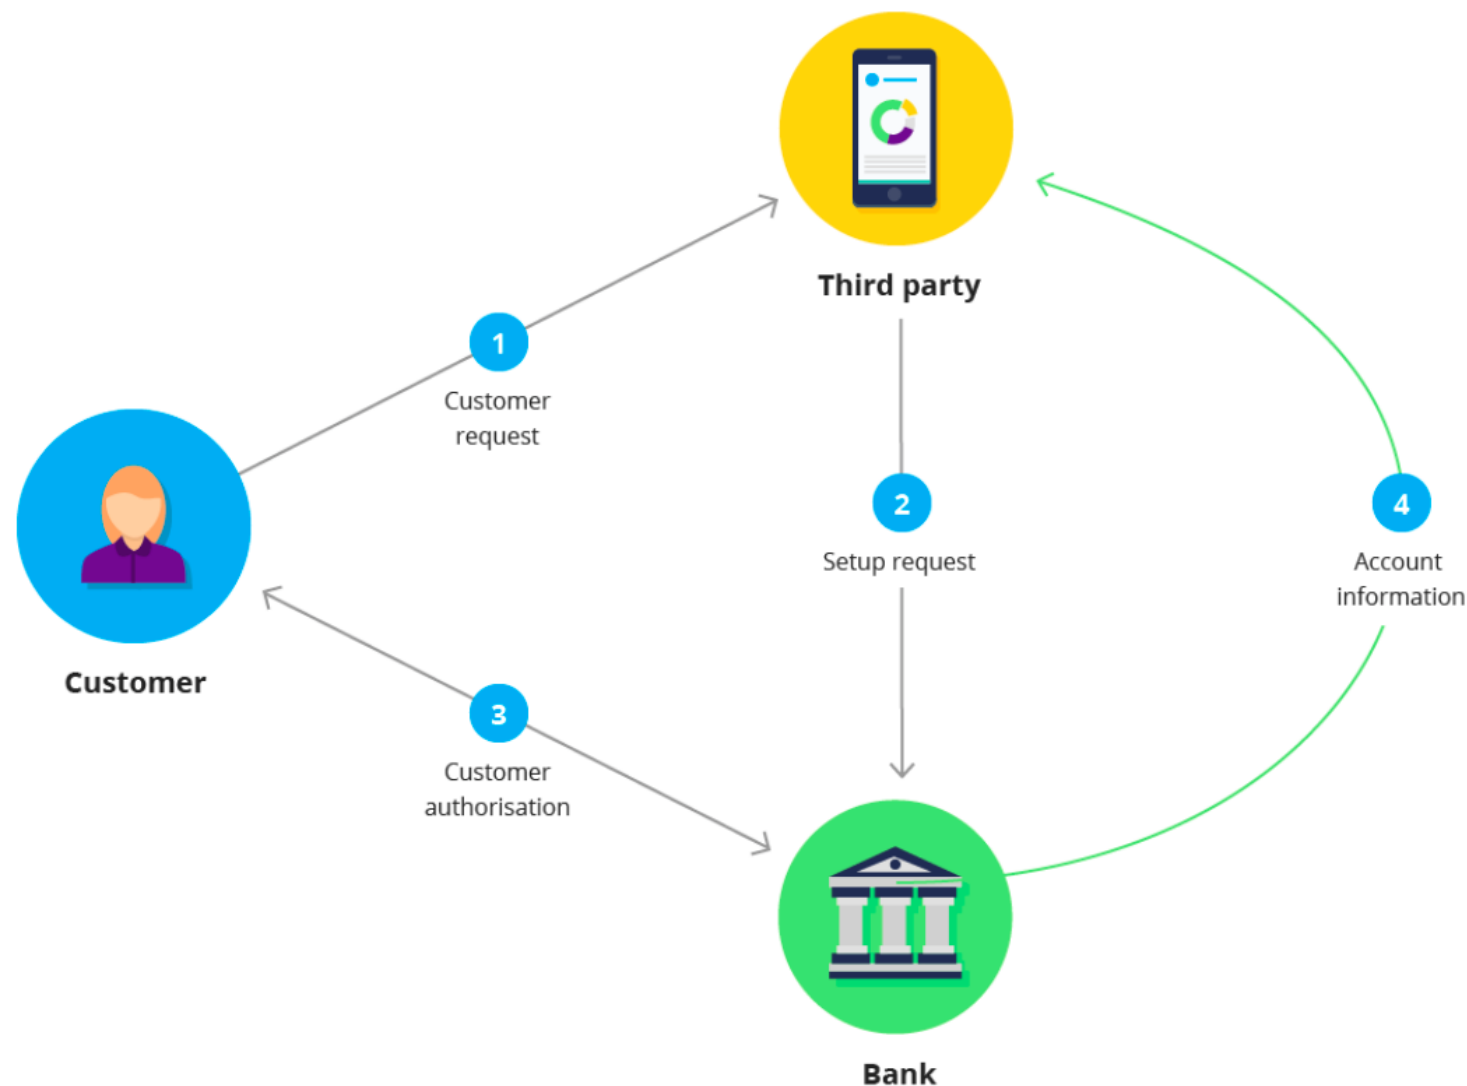 Third party
1
Customer
request
2
Setup request
4
Account
information
Customer
3
Customer
authorisation
Bank